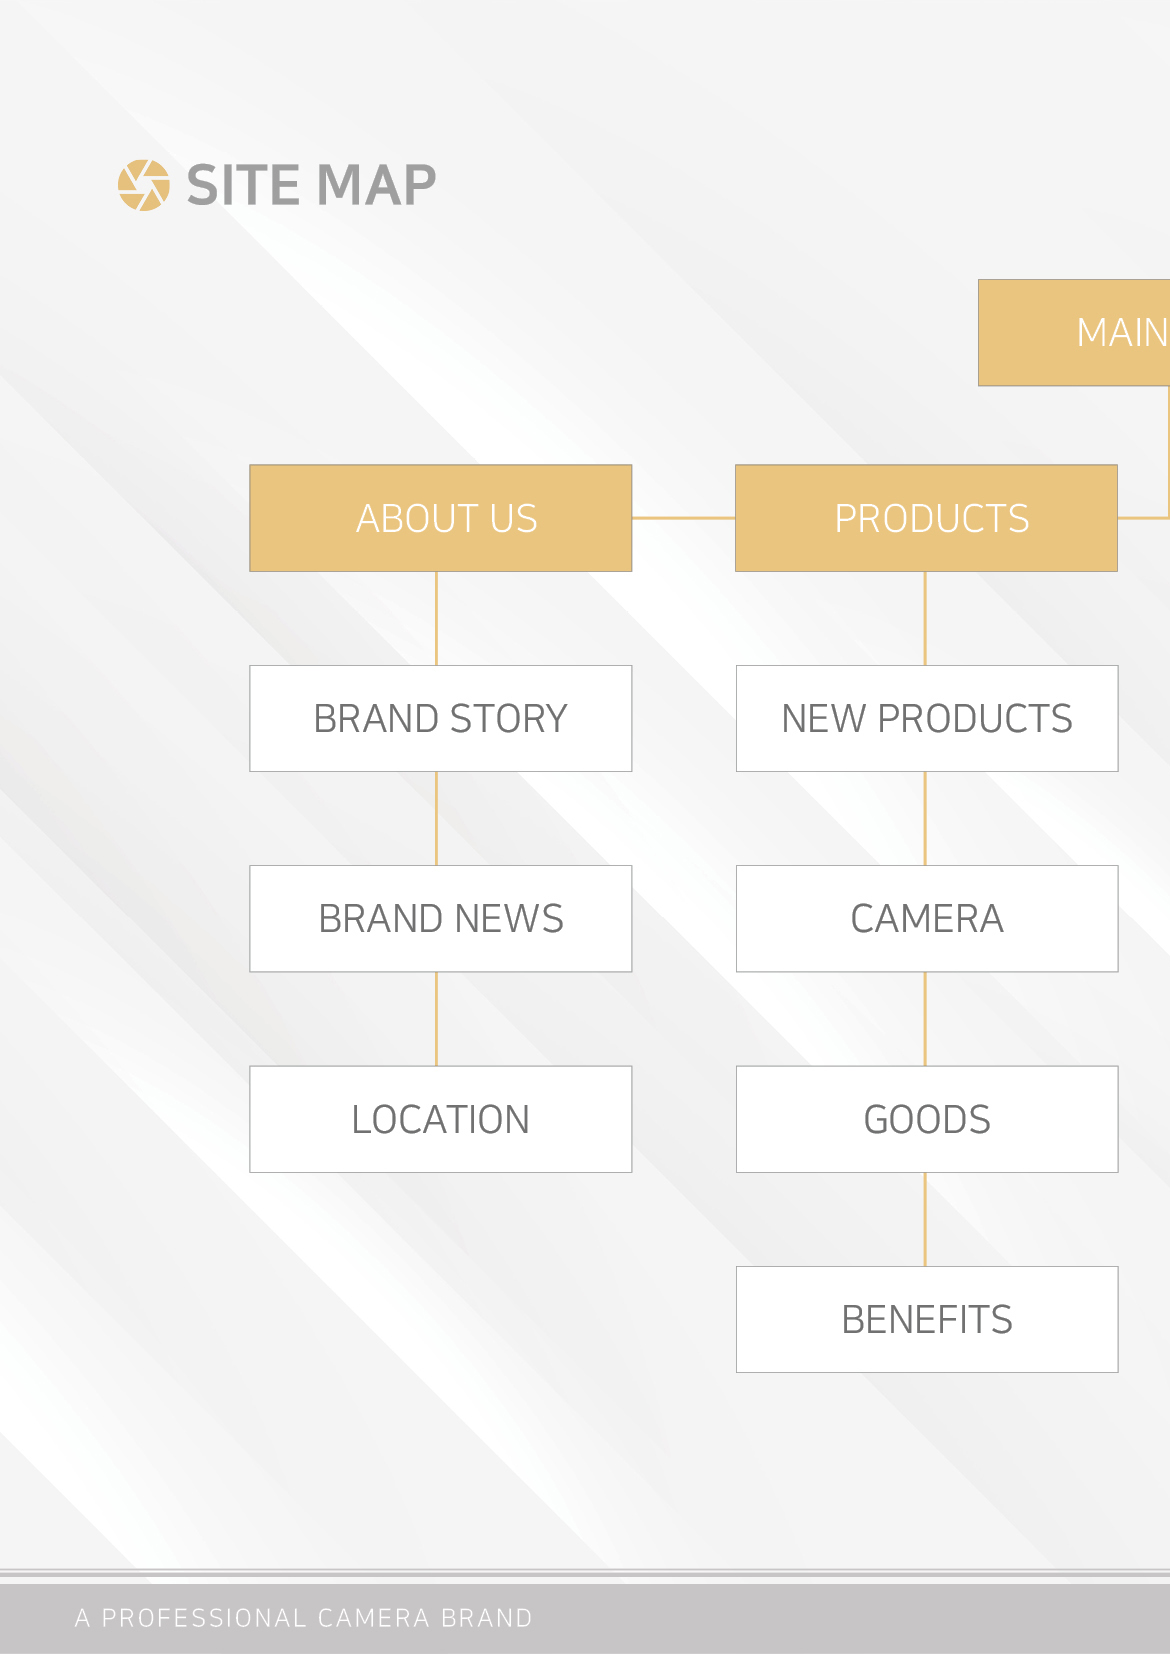 SITE MAP
MAIN
ABOUT US
PRODUCTS
BRAND STORY
NEW PRODUCTS
BRAND NEWS
CAMERA
LOCATION
GOODS
BENEFITS
A PROFESSIONAL CAMERA BRAND